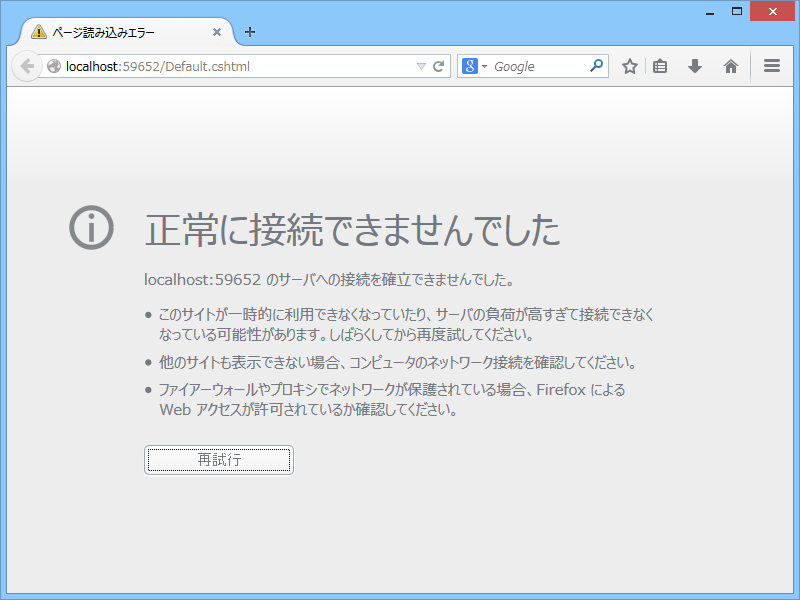 ページ読み込みエラー
localhost:59652/Default.cshtml
8
Google
正常に接続できませんでした
localhost:59652 のサーバへの接続を確立できませんでした。
● このサイトが一時的に利用できなくなっていたり、サーバの負荷が高すぎて接続できなく
なっている可能性があります。しばらくしてから再度試してください。
● 他のサイトも表示できない場合、コンピュータのネットワーク接続を確認してください。
● ファイアーウォールやプロキシでネットワークが保護されている場合、Firefox による
Web アクセスが許可されているか確認してください。
再試行